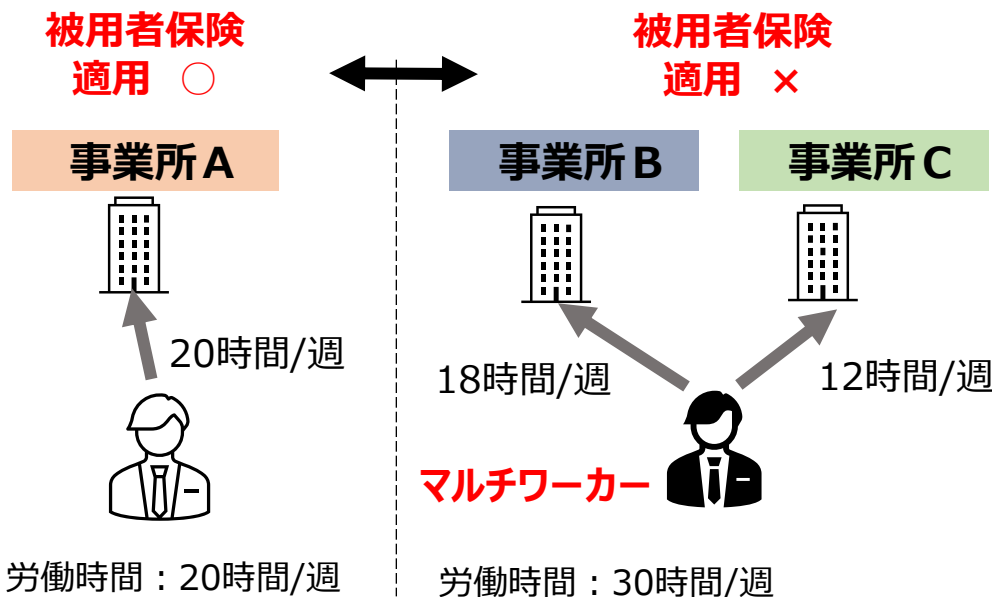 被用者保険
適用 ○
被用者保険
適用 ×
事業所A
事業所B
事業所C
20時間/週
18時間/週
12時間/週
マルチワーカー
労働時間：20時間/週
労働時間：30時間/週